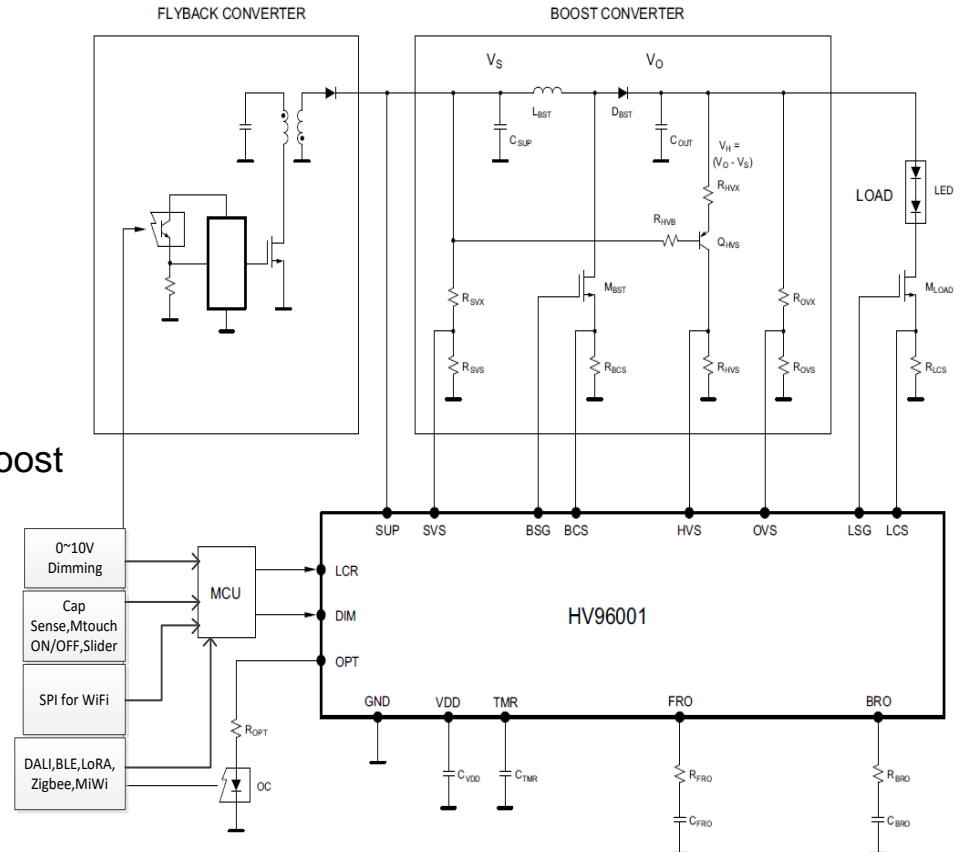 FLYBACK CONVERTER
BOOST CONVERTER
VS
VO
LBST
DBST
CSUP
COUT
VH =
(VO - VS)
RHVX
LOAD
LED
RHVB
QHVS
RSVX
MBST
ROVX
MLOAD
RSVS
RBCS
RHVS
ROVS
RLCS
oost
SUP
SVS
BSG
BCS
HVS
OVS
LSG
LCS
0~10V
Dimming
MCU
LCR
Cap
Sense,Mtouch
ON/OFF,Slider
DIM
HV96001
OPT
SPI for WiFi
GND
VDD
TMR
FRO
BRO
ROPT
DALI,BLE,LoRA,
Zigbee,MiWi
OC
CVDD
CTMR
RFRO
RBRO
CFRO
CBRO